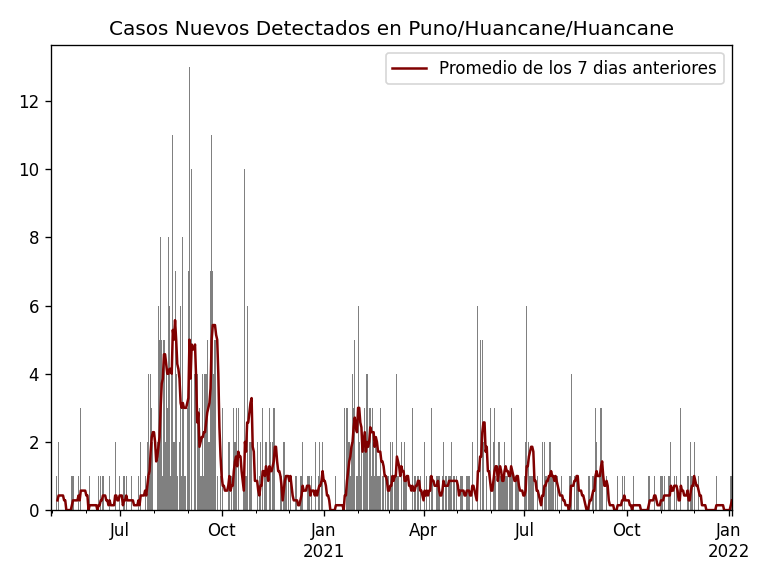 Casos Nuevos Detectados en Puno/Huancane/Huancane
Promedio de los 7 dias anteriores
12
10
8
6
4
2
0
Jul
Oct
Jan
2021
Apr
Jul
Oct
Jan
2022